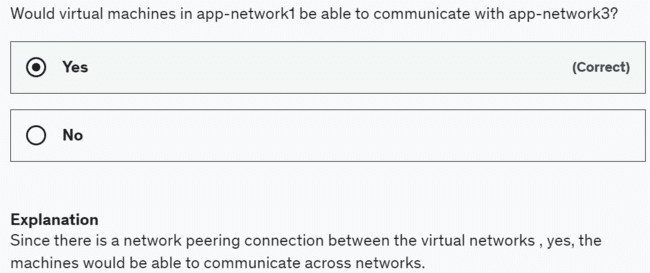 Would virtual machines in app-network1 be able to communicate with app-network3?
Yes (Correct)
No
Explanation
Since there is a network peering connection between the virtual networks , yes, the
machines would be able to communicate across networks.